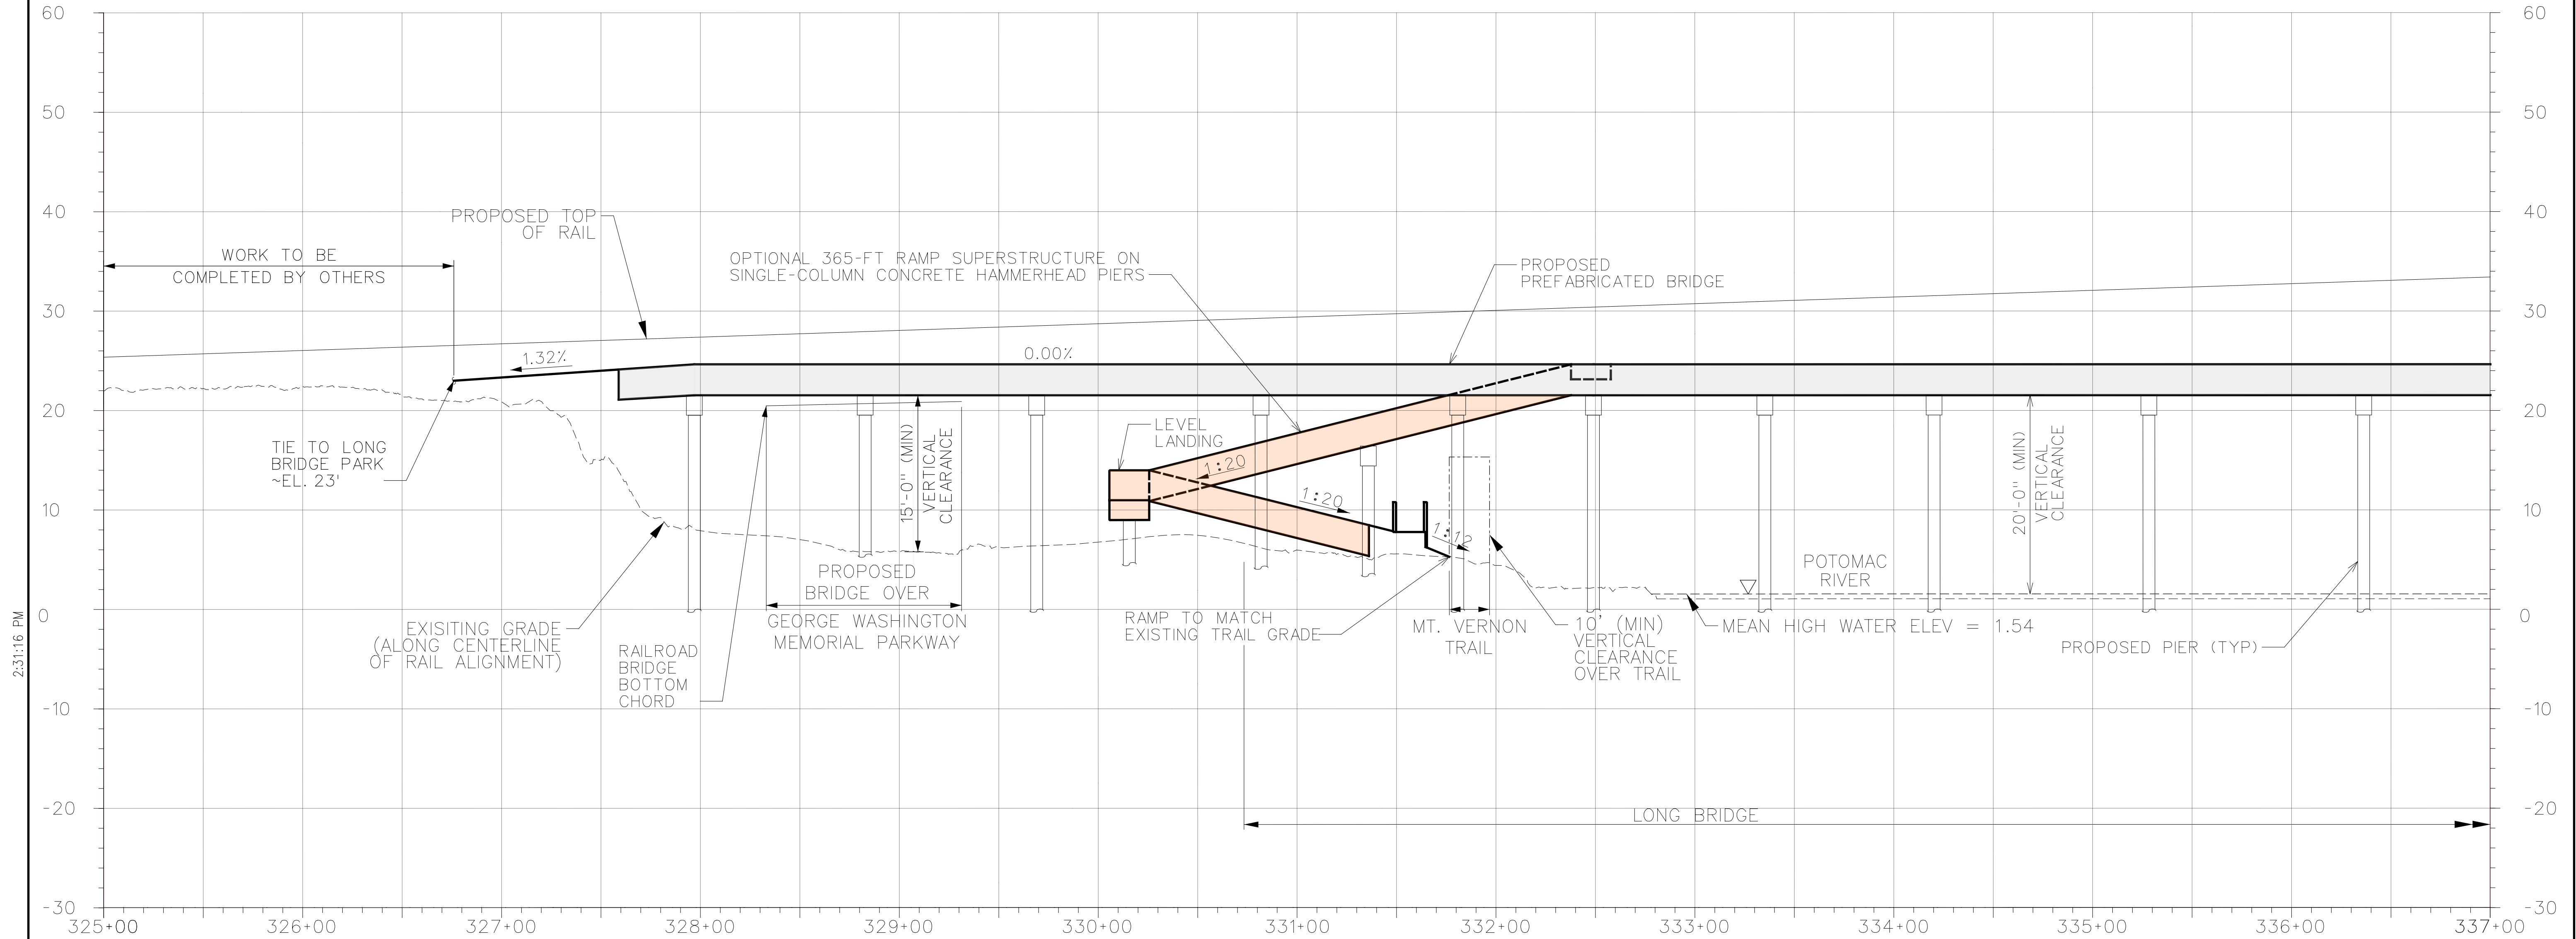 60
60
50
50
40
40
PROPOSED TOP
OF RAIL
WORK TO BE
COMPLETED BY OTHERS
OPTIONAL 365-FT RAMP SUPERSTRUCTURE ON
SINGLE-COLUMN CONCRETE HAMMERHEAD PIERS
PROPOSED
PREFABRICATED BRIDGE
30
30
1.32%
0.00%
20
20
TIE TO LONG
BRIDGE PARK
~EL. 23'
15'-0" (MIN)
VERTICAL
CLEARANCE
LEVEL
LANDING
1:20
1:20
1:12
20'-0" (MIN)
VERTICAL
CLEARANCE
10
10
PROPOSED
BRIDGE OVER
GEORGE WASHINGTON
MEMORIAL PARKWAY
POTOMAC
RIVER
0
0
EXISITING GRADE
(ALONG CENTERLINE
OF RAIL ALIGNMENT)
RAILROAD
BRIDGE
BOTTOM
CHORD
RAMP TO MATCH
EXISTING TRAIL GRADE
MT. VERNON
TRAIL
10' (MIN)
VERTICAL
CLEARANCE
OVER TRAIL
MEAN HIGH WATER ELEV = 1.54
PROPOSED PIER (TYP)
2:31:16 PM
-10
-10
-20
-20
LONG BRIDGE
-30
-30
325+00
326+00
327+00
328+00
329+00
330+00
331+00
332+00
333+00
334+00
335+00
336+00
337+00